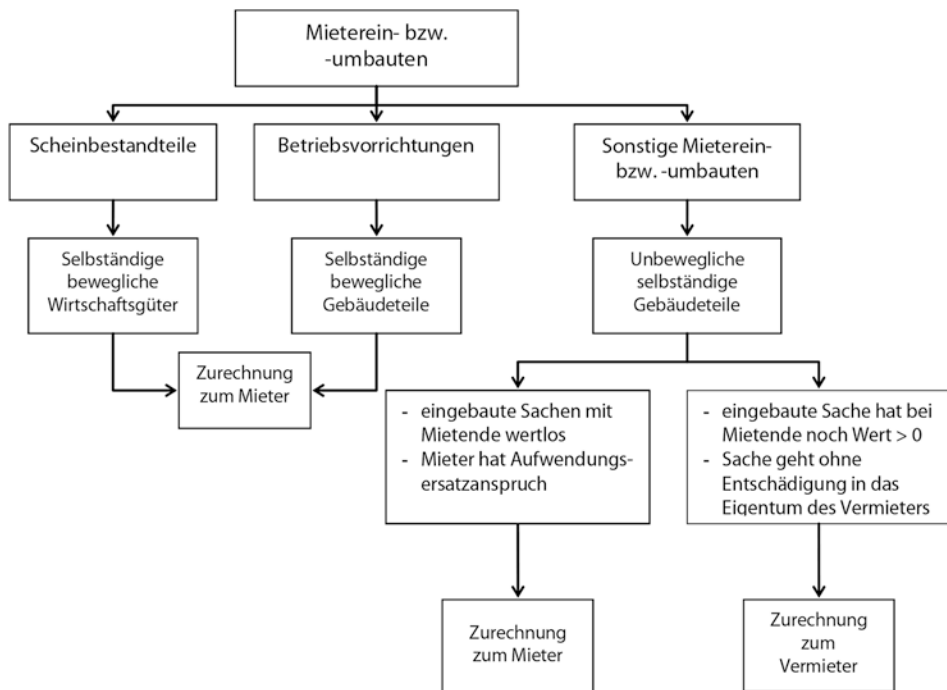 Mieterein- bzw.
-umbauten
Scheinbestandteile
Betriebsvorrichtungen
Sonstige Mieterein-
bzw. -umbauten
Selbständige
bewegliche
Wirtschaftsgüter
Selbständige
bewegliche
Gebäudeteile
Unbewegliche
selbständige
Gebäudeteile
Zurechnung
zum Mieter
- eingebaute Sachen mit
Mietende wertlos
- Mieter hat Aufwendungs-
ersatzanspruch
- eingebaute Sache hat bei
Mietende noch Wert > 0
- Sache geht ohne
Entschädigung in das
Eigentum des Vermieters
Zurechnung
zum Mieter
Zurechnung
zum
Vermieter